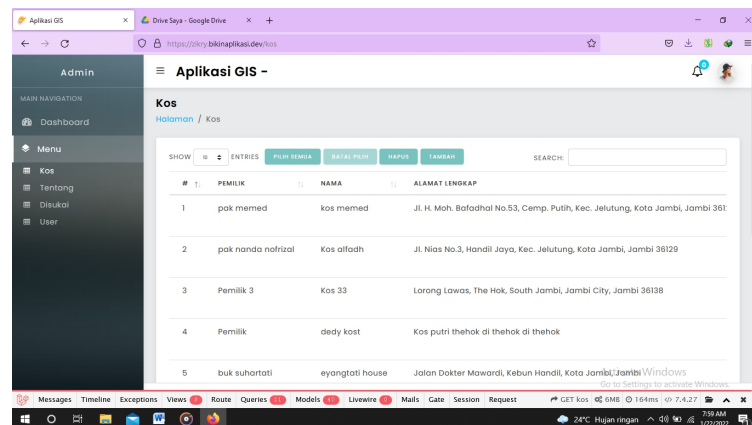 Aplikasi GIS
Drive Saya - Google Drive
https://zikry.bikinaplikasi.dev/kos
Admin
Aplikasi GIS -
0
MAIN NAVIGATION
Dashboard
Menu
Kos
Tentang
Disukai
User
Kos
Halaman / Kos
SHOW ENTRIES PILIH SEMUA BATAL PILIH HAPUS TAMBAH SEARCH:
# PEMILIK NAMA ALAMAT LENGKAP
1 pak memed kos memed Jl. H. Moh. Bafadhal No.53, Cemp. Putih, Kec. Jelutung, Kota Jambi, Jambi 361
2 pak nanda nofrizal Kos alfadh Jl. Nias No.3, Handil Jaya, Kec. Jelutung, Kota Jambi, Jambi 36129
3 Pemilik 3 Kos 33 Lorong Lawas, The Hok, South Jambi, Jambi City, Jambi 36138
4 Pemilik dedy kost Kos putri thehok di thehok di thehok
5 buk suhartati eyangtati house Jalan Dokter Mawardi, Kebun Handil, Kota Jambi, Jambi
Activate Windows
Go to Settings to activate Windows.
Messages Timeline Exceptions Views Route Queries 11 Models Livewire Mails Gate Session Request GET kos 6MB 164ms 7.4.27
24°C Hujan ringan 7:59 AM
1/22/2022